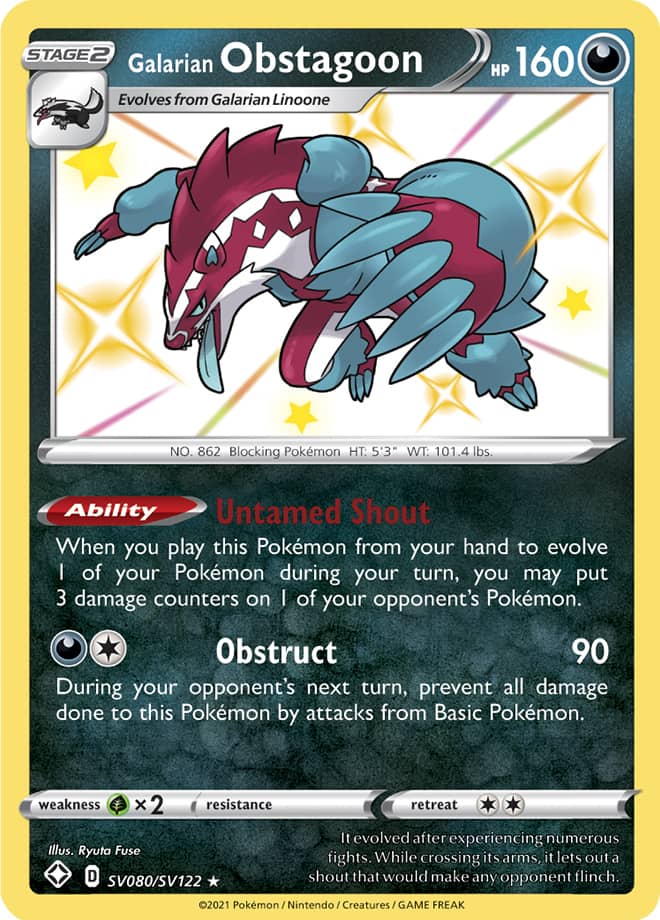 STAGE2
Galarian Obstagoon HP 160
Evolves from Galarian Linoone
NO. 862 Blocking Pokémon HT: 5'3" WT: 101.4 lbs.
Ability Untamed Shout
When you play this Pokémon from your hand to evolve
1 of your Pokémon during your turn, you may put
3 damage counters on 1 of your opponent's Pokémon.
Obstruct 90
During your opponent's next turn, prevent all damage
done to this Pokémon by attacks from Basic Pokémon.
weakness ×2 resistance retreat
Illus. Ryuta Fuse
It evolved after experiencing numerous
fights. While crossing its arms, it lets out a
shout that would make any opponent flinch.
D SV080/SV122 ★
©2021 Pokémon / Nintendo / Creatures / GAME FREAK